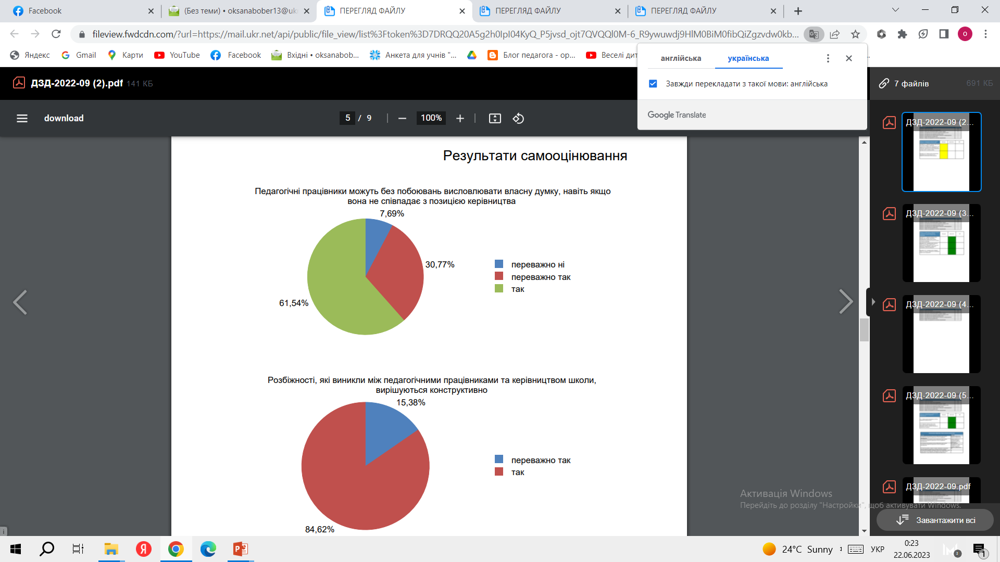 Facebook
(Без теми) • oksanabober13@uk
ПЕРЕГЛЯД ФАЙЛУ
ПЕРЕГЛЯД ФАЙЛУ
ПЕРЕГЛЯД ФАЙЛУ
fileview.fwdcdn.com/?url=https://mail.ukr.net/api/public/file_view/list%3Ftoken%3D7DRQQ20A5g2h0IpI04KyQ_P5jvsd_ojt7QVQQl0M-6_R9ywuwdj9HlM0BiM0fibQiZgzvdw0kb...
О
Яндекс
Gmail
Карти
YouTube
Facebook
Вхідні • oksanabob...
Анкета для учнів "...
Блог педагога - ор...
Веселі дит
англійська
українська
Завжди перекладати з такої мови: англійська
Google Translate
ДЗД-2022-09 (2).pdf 141 КБ
7 файлів
691 КБ
download
5 / 9
100%
Результати самооцінювання
Педагогічні працівники можуть без побоювань висловлювати власну думку, навіть якщо
вона не співпадає з позицією керівництва
7,69%
30,77%
61,54%
переважно ні
переважно так
так
Розбіжності, які виникли між педагогічними працівниками та керівництвом школи,
вирішуються конструктивно
15,38%
84,62%
переважно так
так
ДЗД-2022-09 (2...
ДЗД-2022-09 (3...
ДЗД-2022-09 (4...
ДЗД-2022-09 (5...
ДЗД-2022-09.pdf
Активація Windows
Перейдіть до розділу "Настройки", щоб активувати Windows.
Завантажити всі
24°C Sunny
УКР
0:23
22.06.2023
3
1